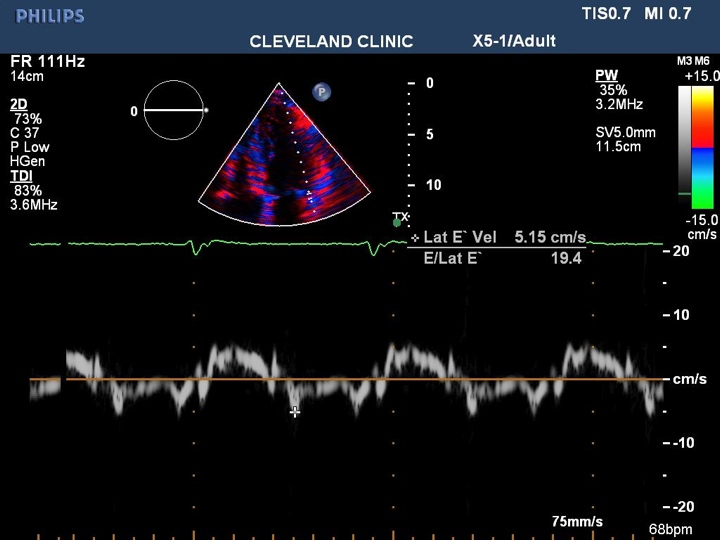 PHILIPS
TIS0.7 MI 0.7
CLEVELAND CLINIC X5-1/Adult
FR 111Hz
14cm
2D
73%
C 37
P Low
HGen
TDI
83%
3.6MHz
0
P
0
5
10
TX
PW
35%
3.2MHz
SV5.0mm
11.5cm
M3 M6
+15.0
-15.0
cm/s
Lat E` Vel 5.15 cm/s
E/Lat E` 19.4
20
10
cm/s
-10
-20
75mm/s
68bpm